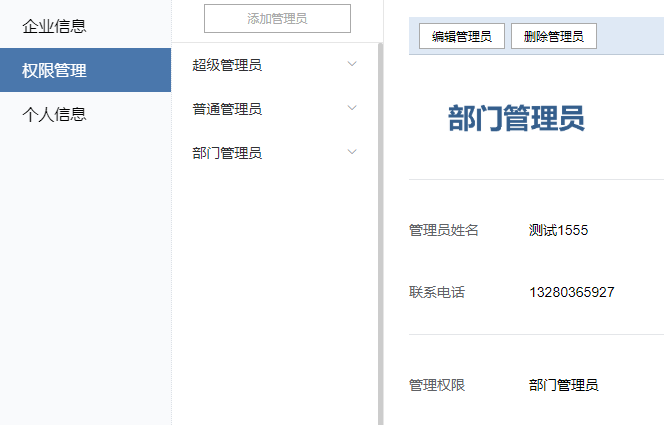 企业信息
权限管理
个人信息
添加管理员
超级管理员
普通管理员
部门管理员
编辑管理员 删除管理员
部门管理员
管理员姓名 测试1555
联系电话 13280365927
管理权限 部门管理员